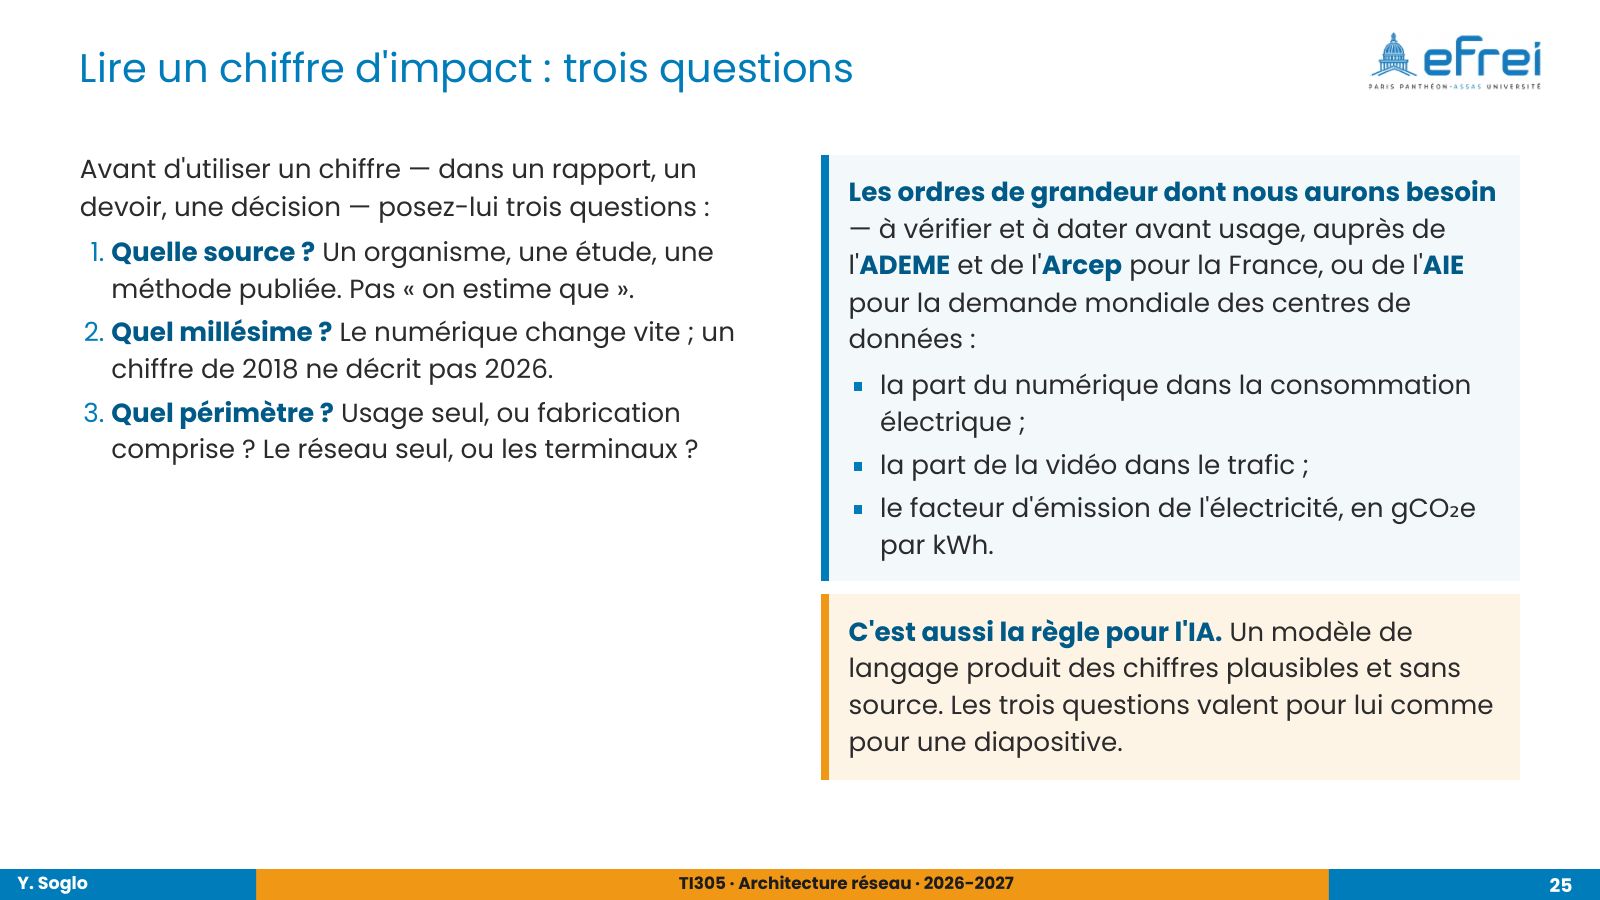 Lire un chiffre d'impact : trois questions
efrei
PARIS PANTHÉON-ASSAS UNIVERSITÉ
Avant d'utiliser un chiffre — dans un rapport, un
devoir, une décision — posez-lui trois questions :
1. Quelle source ? Un organisme, une étude, une
méthode publiée. Pas « on estime que ».
2. Quel millésime ? Le numérique change vite ; un
chiffre de 2018 ne décrit pas 2026.
3. Quel périmètre ? Usage seul, ou fabrication
comprise ? Le réseau seul, ou les terminaux ?
Les ordres de grandeur dont nous aurons besoin
— à vérifier et à dater avant usage, auprès de
l'ADEME et de l'Arcep pour la France, ou de l'AIE
pour la demande mondiale des centres de
données :
▪ la part du numérique dans la consommation
électrique ;
▪ la part de la vidéo dans le trafic ;
▪ le facteur d'émission de l'électricité, en gCO₂e
par kWh.
C'est aussi la règle pour l'IA. Un modèle de
langage produit des chiffres plausibles et sans
source. Les trois questions valent pour lui comme
pour une diapositive.
Y. Soglo
TI305 · Architecture réseau · 2026-2027
25